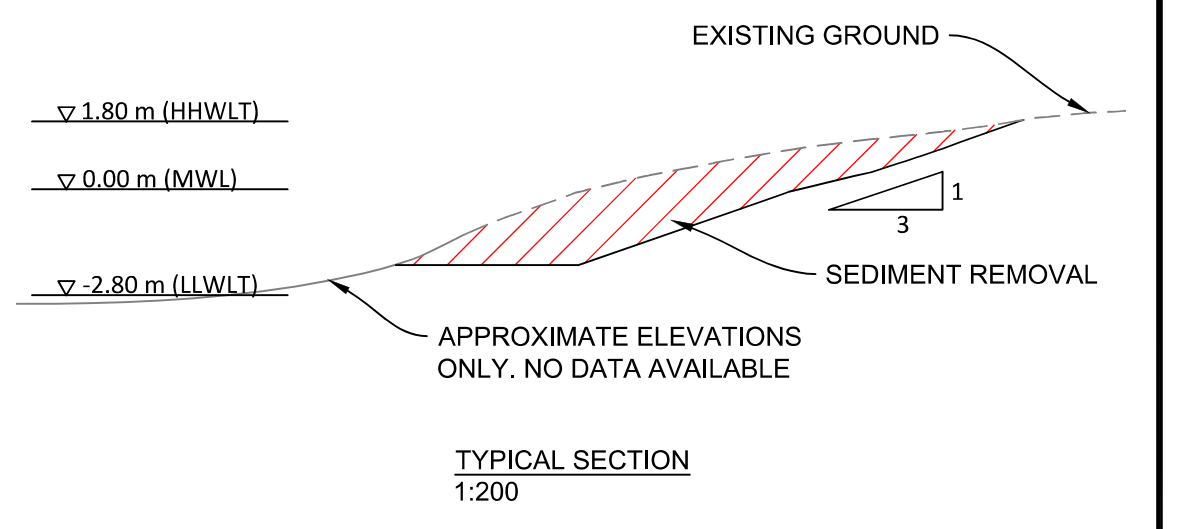 EXISTING GROUND
▽ 1.80 m (HHWLT)
▽ 0.00 m (MWL)
1
3
SEDIMENT REMOVAL
▽ -2.80 m (LLWLT)
APPROXIMATE ELEVATIONS
ONLY. NO DATA AVAILABLE
TYPICAL SECTION
1:200